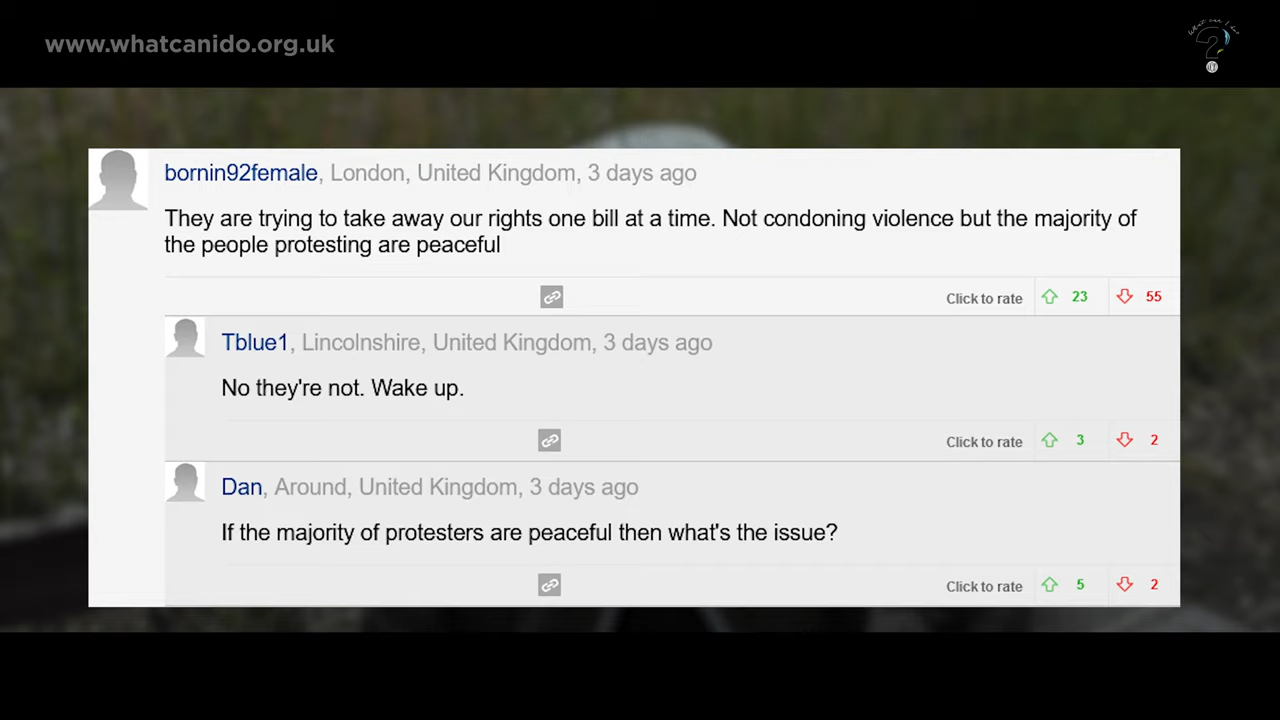 www.whatcanido.org.uk
What can I do
?
bornin92female, London, United Kingdom, 3 days ago
They are trying to take away our rights one bill at a time. Not condoning violence but the majority of
the people protesting are peaceful
Click to rate 23 55
Tblue1, Lincolnshire, United Kingdom, 3 days ago
No they're not. Wake up.
Click to rate 3 2
Dan, Around, United Kingdom, 3 days ago
If the majority of protesters are peaceful then what's the issue?
Click to rate 5 2